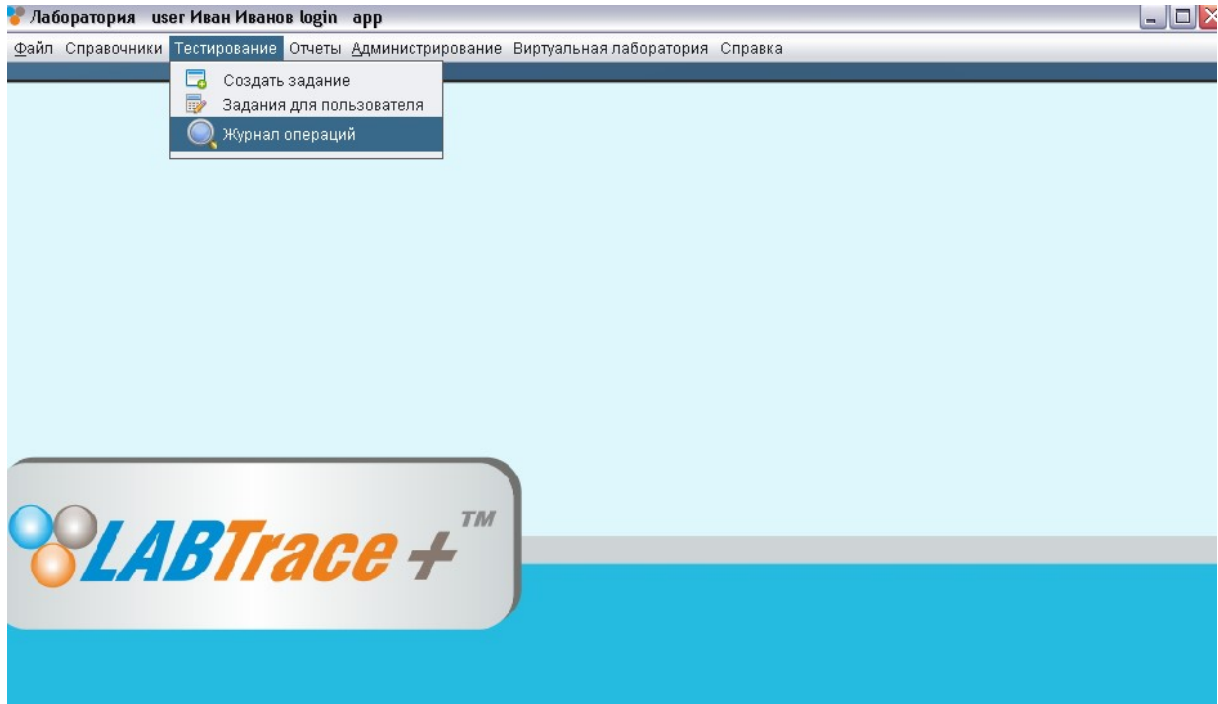 Лаборатория user Иван Иванов login app
Файл Справочники Тестирование Отчеты Администрирование Виртуальная лаборатория Справка
Создать задание
Задания для пользователя
Журнал операций
LABTrace +™